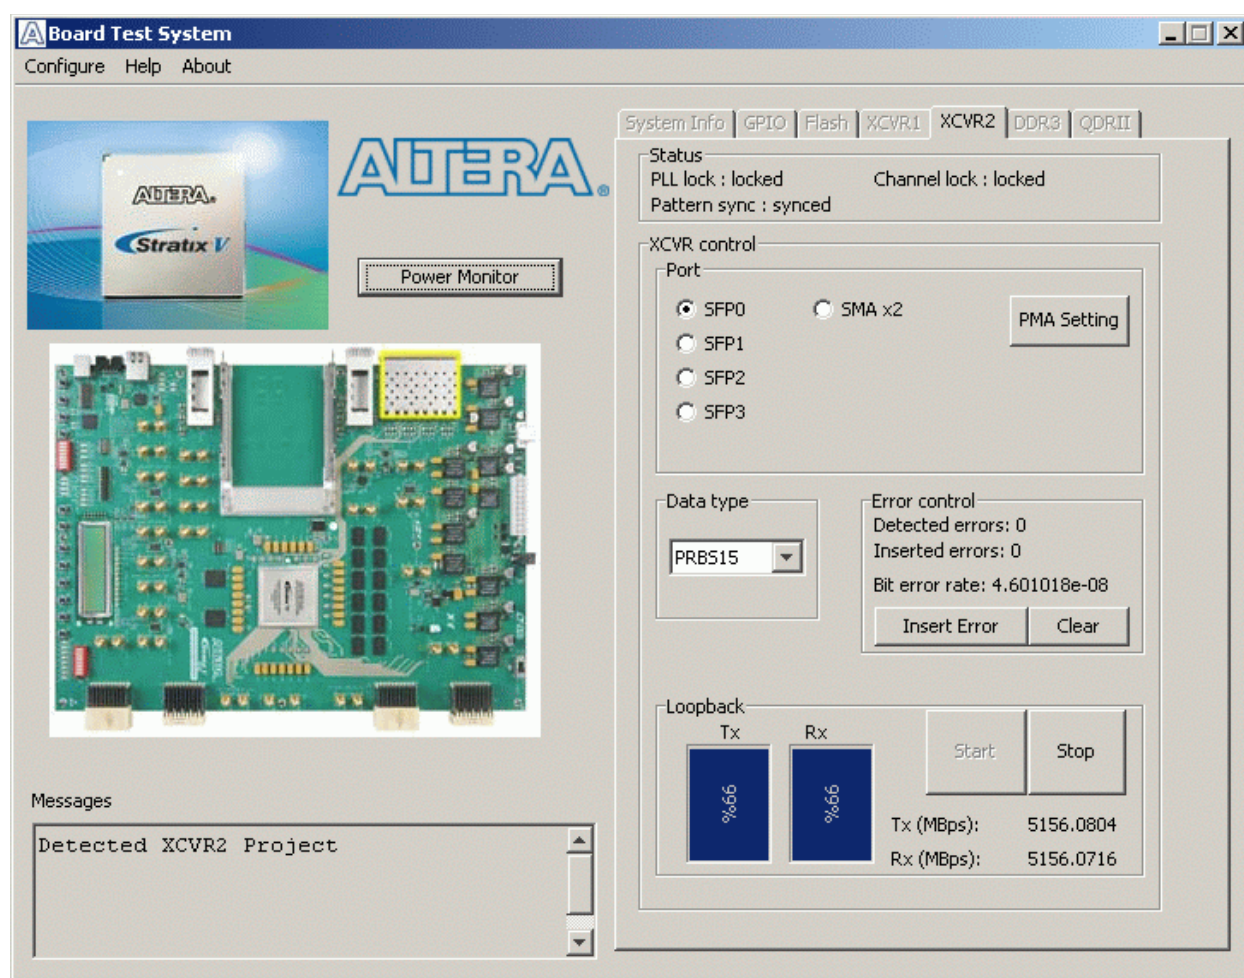 Board Test System
Configure Help About
ALTERA.
Stratix V
ALTERA®
Power Monitor
Messages
Detected XCVR2 Project
System Info GPIO Flash XCVR1 XCVR2 DDR3 QDRII
Status
PLL lock : locked Channel lock : locked
Pattern sync : synced
XCVR control
Port
SFP0 SMA x2
SFP1
SFP2
SFP3
PMA Setting
Data type
PRBS15
Error control
Detected errors: 0
Inserted errors: 0
Bit error rate: 4.601018e-08
Insert Error Clear
Loopback
Tx Rx
99% 99%
Start Stop
Tx (MBps): 5156.0804
Rx (MBps): 5156.0716